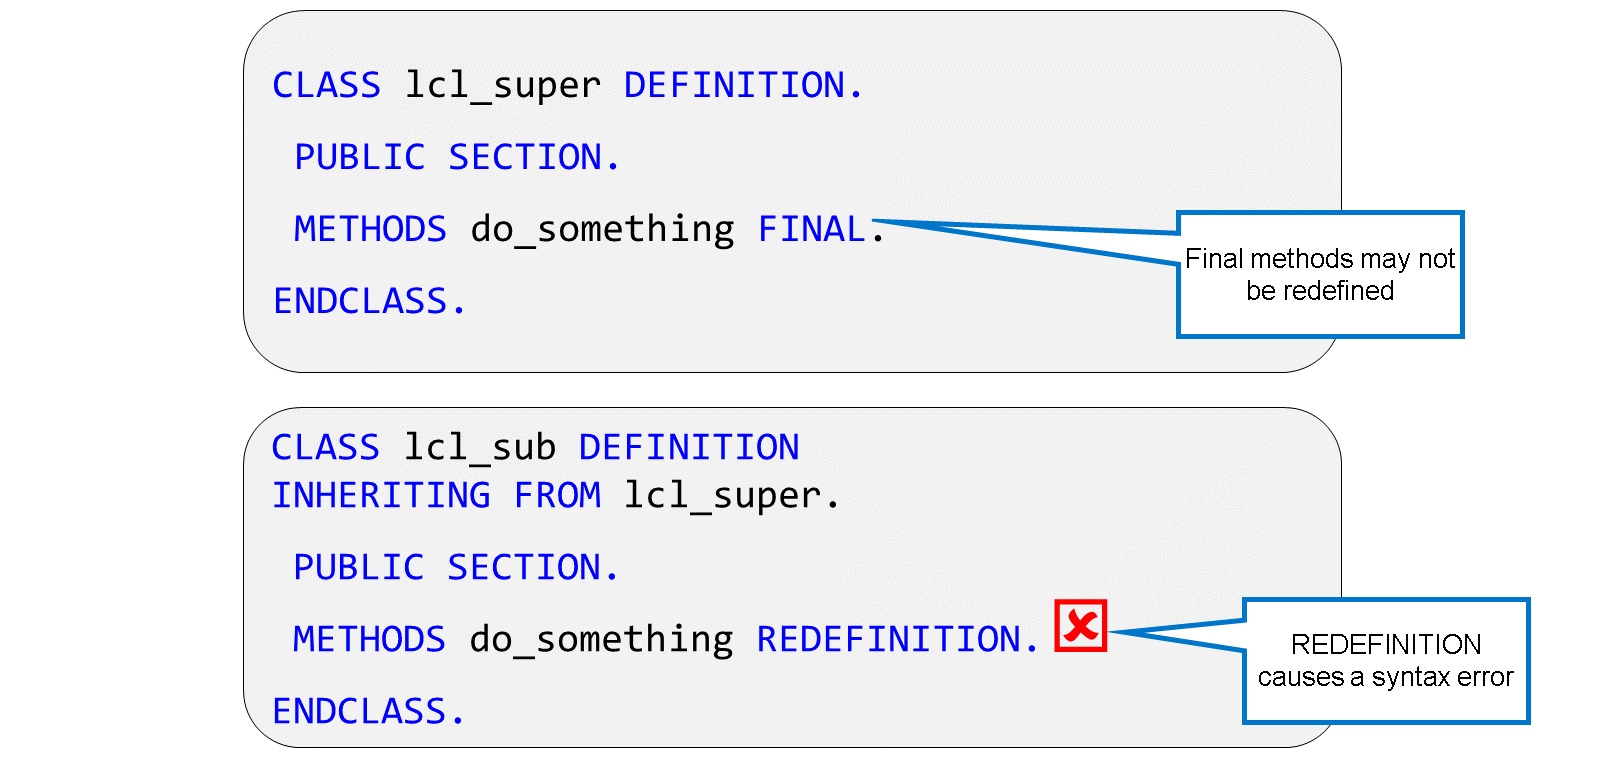 CLASS lcl_super DEFINITION.
PUBLIC SECTION.
METHODS do_something FINAL.
Final methods may not
be redefined
ENDCLASS.
CLASS lcl_sub DEFINITION
INHERITING FROM lcl_super.
PUBLIC SECTION.
METHODS do_something REDEFINITION.
REDEFINITION
causes a syntax error
ENDCLASS.